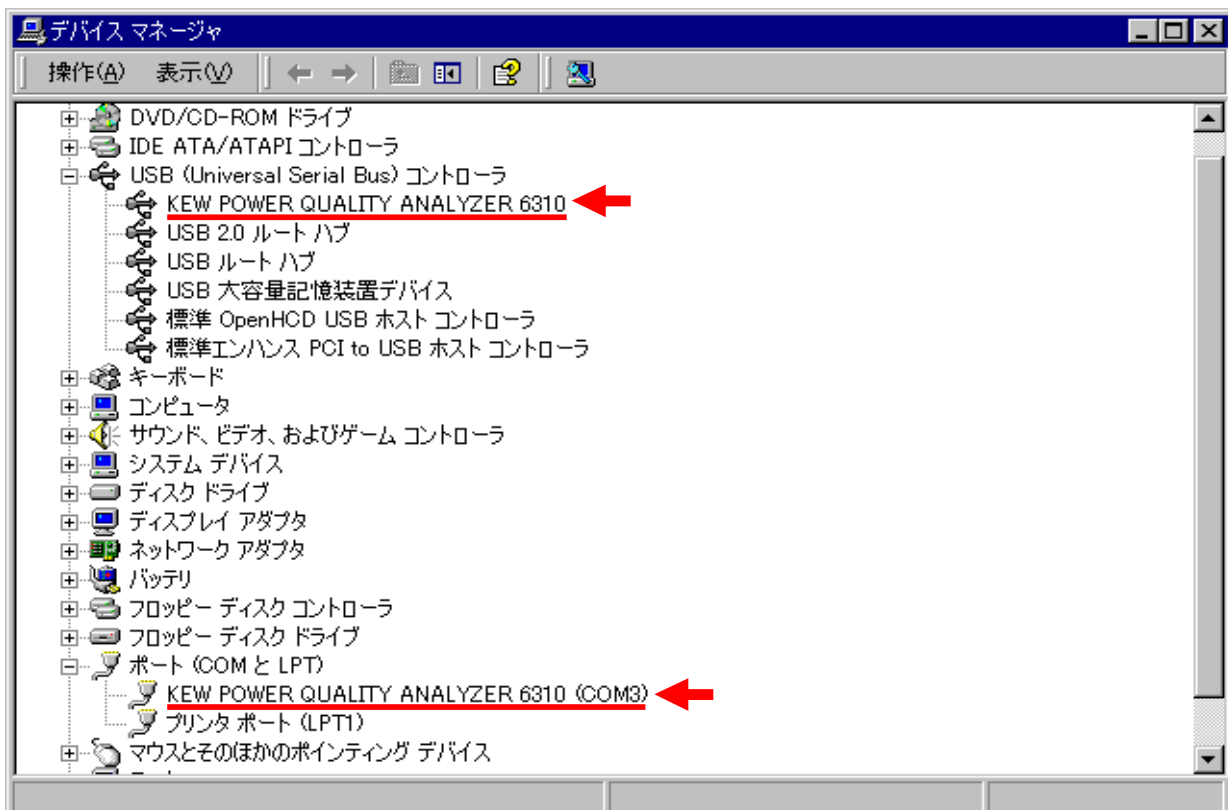 デバイス マネージャ
操作(A) 表示(V)
DVD/CD-ROM ドライブ
IDE ATA/ATAPI コントローラ
USB (Universal Serial Bus) コントローラ
KEW POWER QUALITY ANALYZER 6310
USB 2.0 ルート ハブ
USB ルート ハブ
USB 大容量記憶装置デバイス
標準 OpenHCD USB ホスト コントローラ
標準エンハンス PCI to USB ホスト コントローラ
キーボード
コンピュータ
サウンド、ビデオ、およびゲーム コントローラ
システム デバイス
ディスク ドライブ
ディスプレイ アダプタ
ネットワーク アダプタ
バッテリ
フロッピー ディスク コントローラ
フロッピー ディスク ドライブ
ポート (COM と LPT)
KEW POWER QUALITY ANALYZER 6310 (COM3)
プリンタ ポート (LPT1)
マウスとそのほかのポインティング デバイス